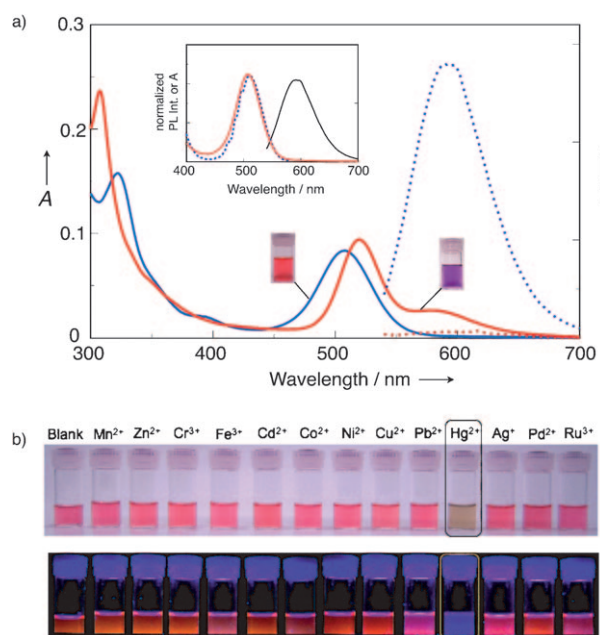 a)
0.3
0.2
A
0.1
0
300
400
500
600
700
Wavelength / nm
normalized
PL Int. or A
400
500
600
700
Wavelength / nm
b)
Blank Mn²⁺ Zn²⁺ Cr³⁺ Fe³⁺ Cd²⁺ Co²⁺ Ni²⁺ Cu²⁺ Pb²⁺ Hg²⁺ Ag⁺ Pd²⁺ Ru³⁺